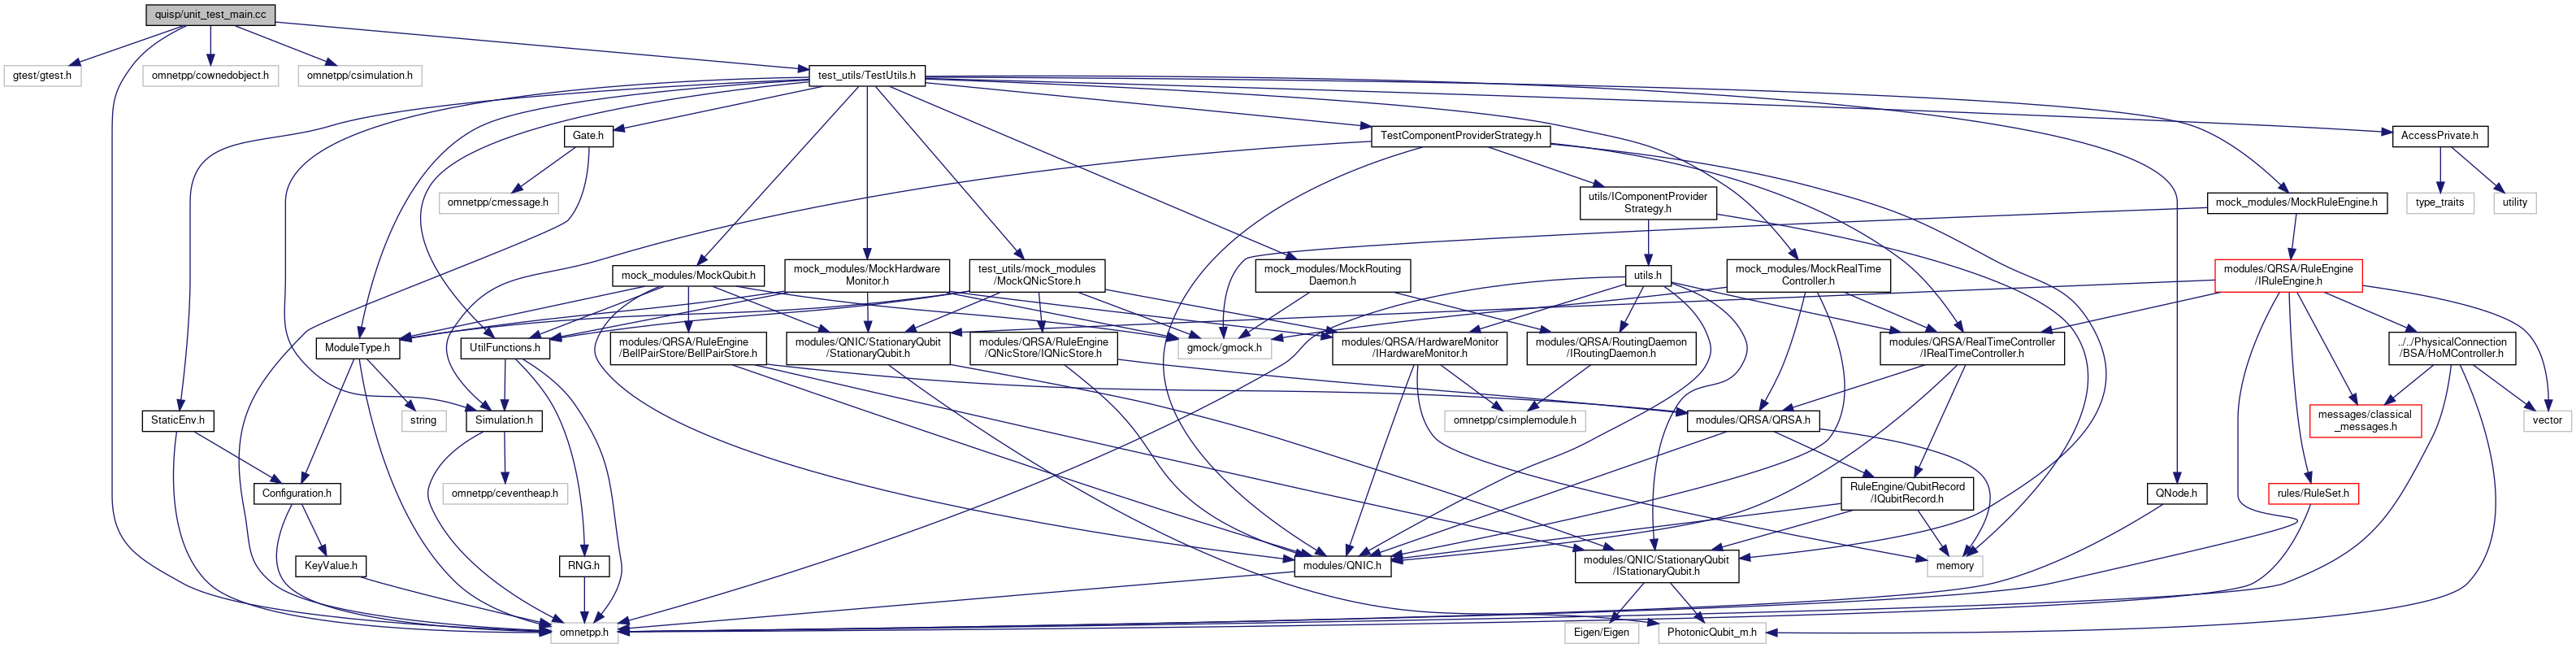 quisp/unit_test_main.cc
gtest/gtest.h
omnetpp/cownedobject.h
omnetpp/csimulation.h
test_utils/TestUtils.h
Gate.h
TestComponentProviderStrategy.h
AccessPrivate.h
omnetpp/cmessage.h
utils/IComponentProvider
Strategy.h
mock_modules/MockRuleEngine.h
type_traits
utility
mock_modules/MockQubit.h
mock_modules/MockHardware
Monitor.h
test_utils/mock_modules
/MockQNicStore.h
mock_modules/MockRouting
Daemon.h
utils.h
mock_modules/MockRealTime
Controller.h
modules/QRSA/RuleEngine
/IRuleEngine.h
ModuleType.h
UtilFunctions.h
modules/QRSA/RuleEngine
/BellPairStore/BellPairStore.h
modules/QNIC/StationaryQubit
/StationaryQubit.h
modules/QRSA/RuleEngine
/QNicStore/IQNicStore.h
gmock/gmock.h
modules/QRSA/HardwareMonitor
/IHardwareMonitor.h
modules/QRSA/RoutingDaemon
/IRoutingDaemon.h
modules/QRSA/RealTimeController
/IRealTimeController.h
../../PhysicalConnection
/BSA/HoMController.h
StaticEnv.h
string
Simulation.h
omnetpp/csimplemodule.h
modules/QRSA/QRSA.h
messages/classical
_messages.h
vector
Configuration.h
omnetpp/ceventheap.h
RuleEngine/QubitRecord
/IQubitRecord.h
QNode.h
rules/RuleSet.h
KeyValue.h
RNG.h
modules/QNIC.h
modules/QNIC/StationaryQubit
/IStationaryQubit.h
memory
omnetpp.h
Eigen/Eigen
PhotonicQubit_m.h